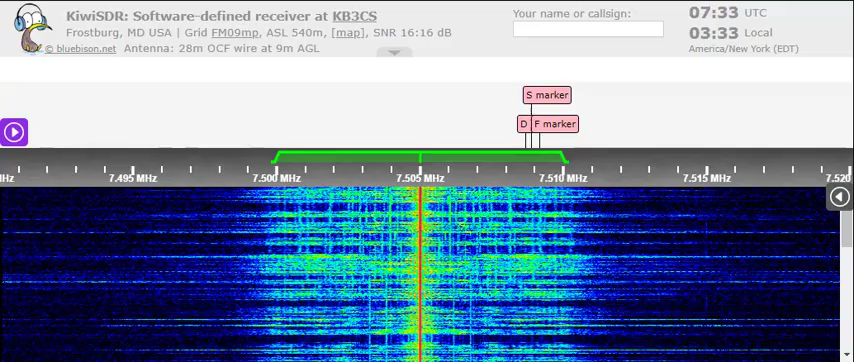 KiwiSDR: Software-defined receiver at KB3CS
Frostburg, MD USA | Grid FM09mp, ASL 540m, [map], SNR 16:16 dB
© bluebison.net Antenna: 28m OCF wire at 9m AGL
Your name or callsign:
07:33 UTC
03:33 Local
America/New York (EDT)
S marker
D F marker
Hz 7.495 MHz 7.500 MHz 7.505 MHz 7.510 MHz 7.515 MHz 7.520